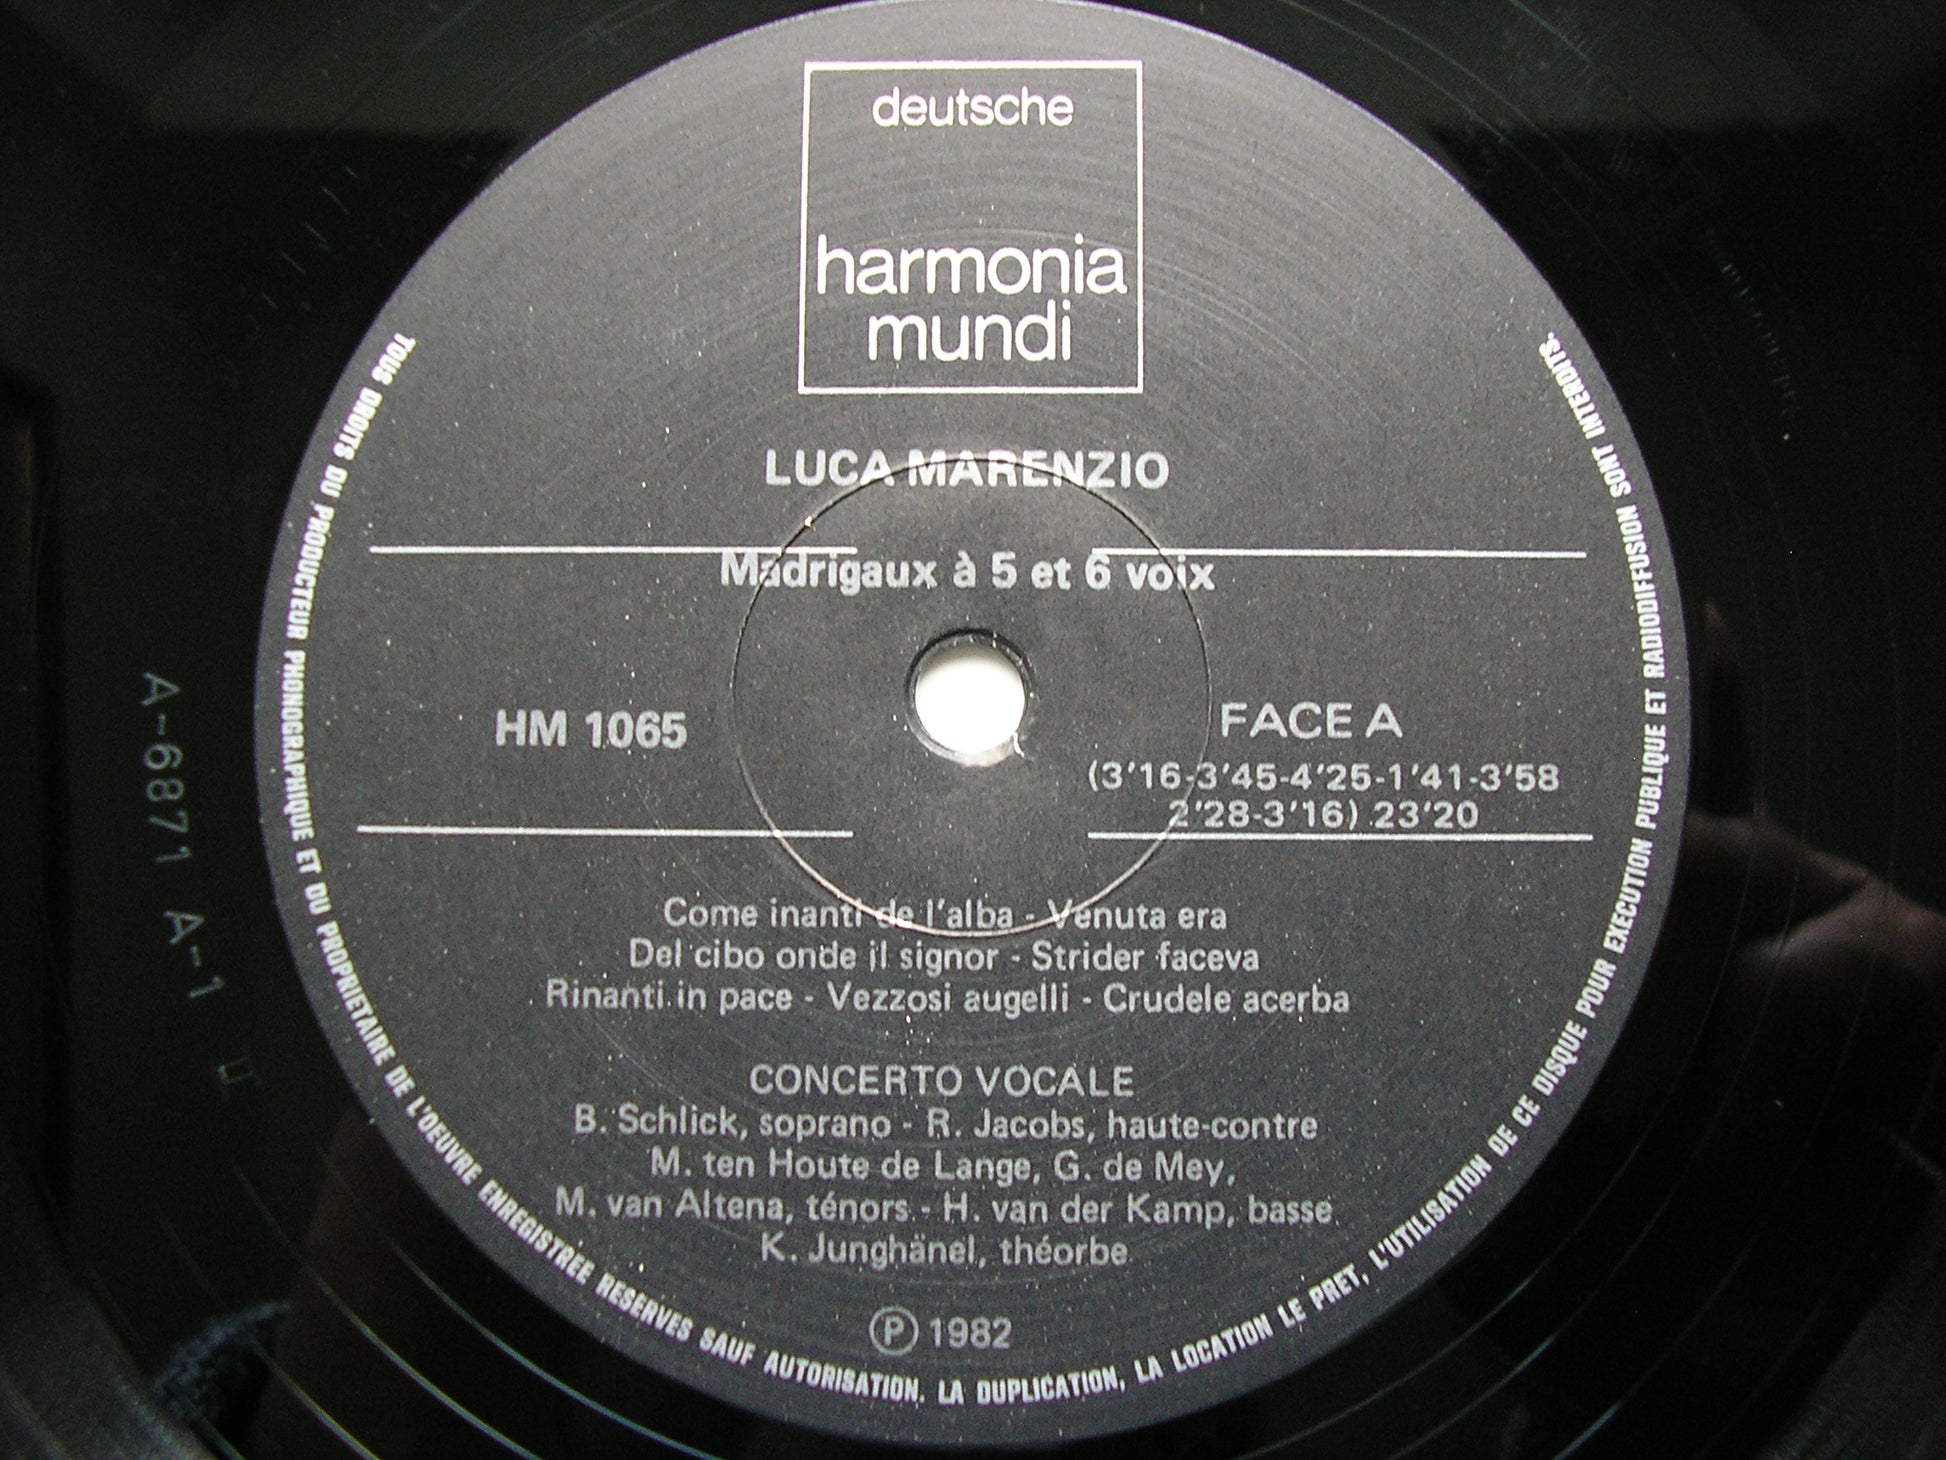 deutsche
harmonia
mundi
LUCA MARENZIO
Madrigaux à 5 et 6 voix
HM 1065
FACE A
(3'16-3'45-4'25-1'41-3'58
2'28-3'16) 23'20
Come inanti de l'alba - Venuta era
Del cibo onde il signor - Strider faceva
Rinanti in pace - Vezzosi augelli - Crudele acerba
CONCERTO VOCALE
B. Schlick, soprano - R. Jacobs, haute-contre
M. ten Houte de Lange, G. de Mey,
M. van Altena, ténors - H. van der Kamp, basse
K. Junghänel, théorbe
℗ 1982
TOUS DROITS DU PRODUCTEUR PHONOGRAPHIQUE ET DU PROPRIETAIRE DE L'OEUVRE ENREGISTREE RESERVES SAUF AUTORISATION, LA DUPLICATION, LA LOCATION LE PRET, L'UTILISATION DE CE DISQUE POUR EXECUTION PUBLIQUE ET RADIODIFFUSION SONT INTERDITS.
A-6871 A-1